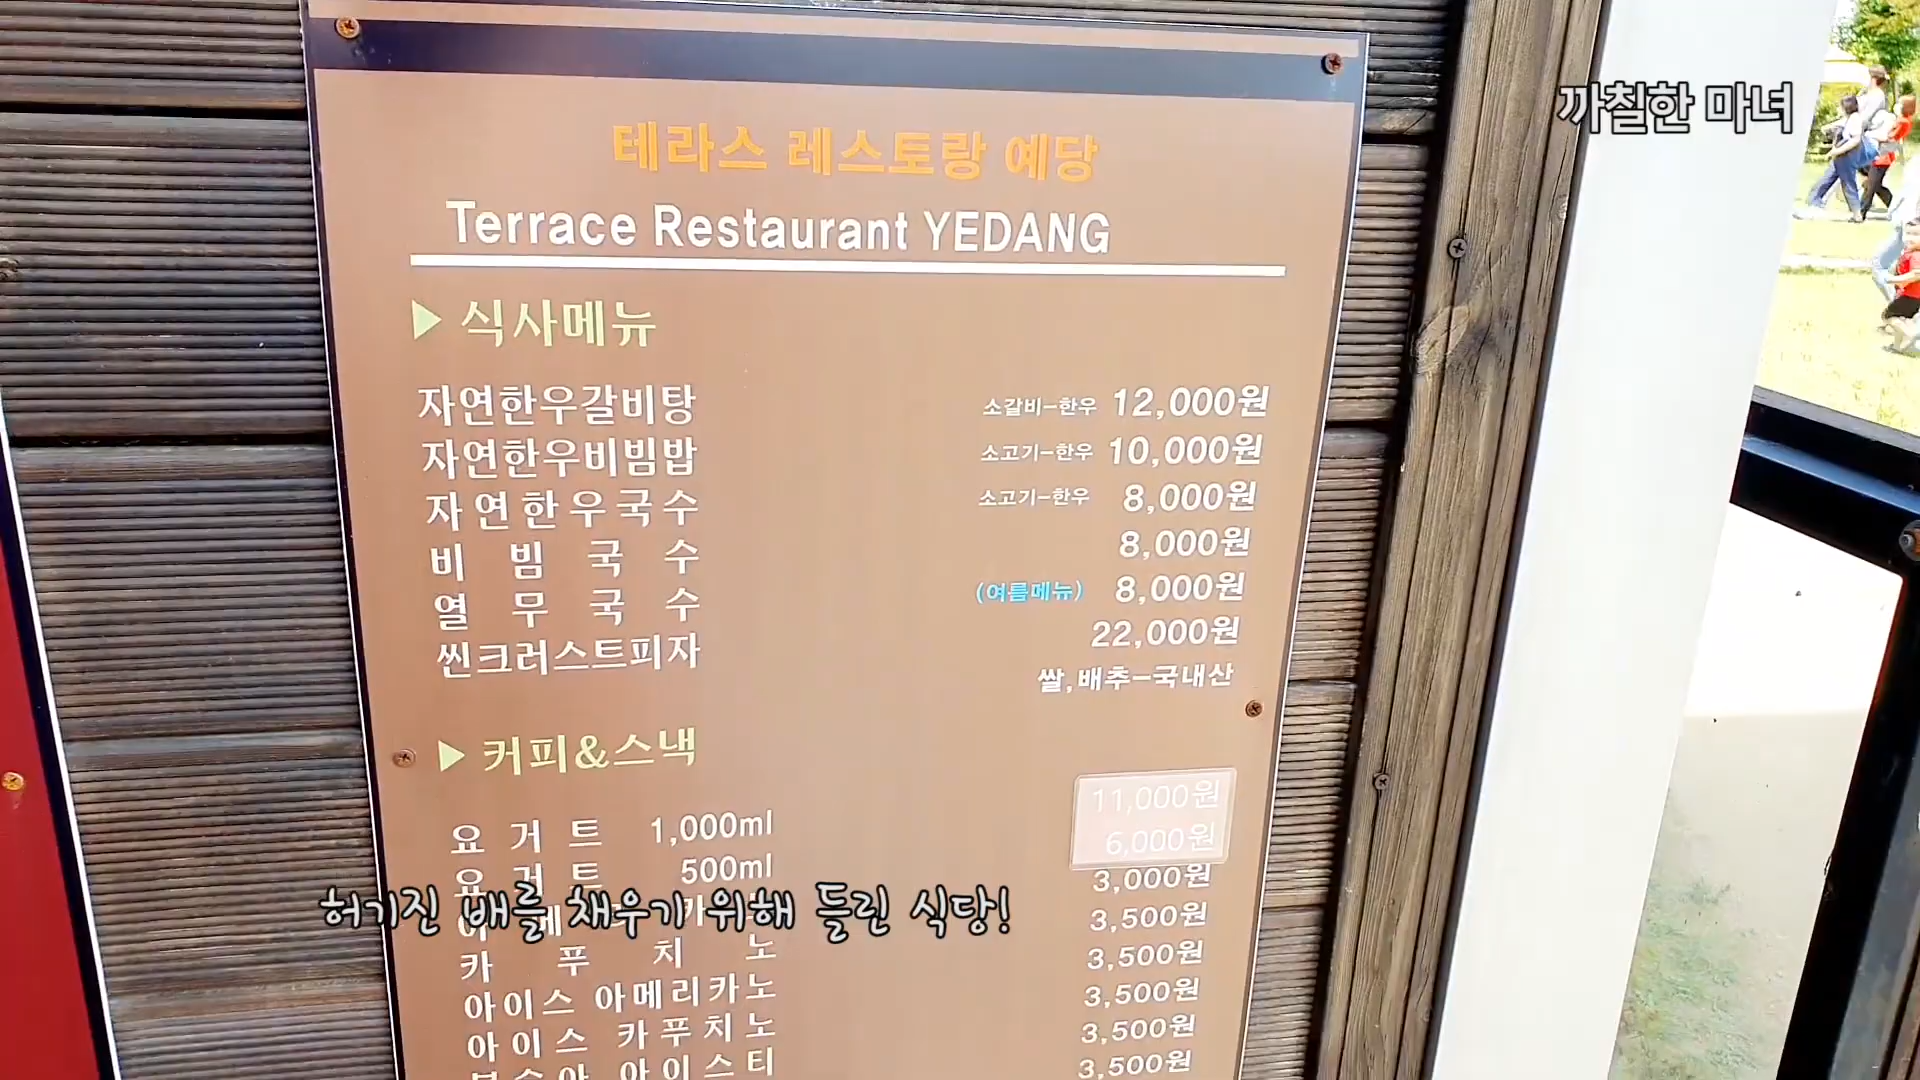 까칠한 마녀
테라스 레스토랑 예당
Terrace Restaurant YEDANG
▶ 식사메뉴
자연한우갈비탕 소갈비-한우 12,000원
자연한우비빔밥 소고기-한우 10,000원
자연한우국수 소고기-한우 8,000원
비빔국수 8,000원
열무국수 (여름메뉴) 8,000원
씬크러스트피자 22,000원
쌀,배추-국내산
▶ 커피&스낵
요거트 1,000ml 11,000원
요거트 500ml 6,000원
3,000원
허기진 배를 채우기 위해 들린 식당!
카푸치노 3,500원
아이스 아메리카노 3,500원
아이스 카푸치노 3,500원
아이스티 3,500원
3,500원